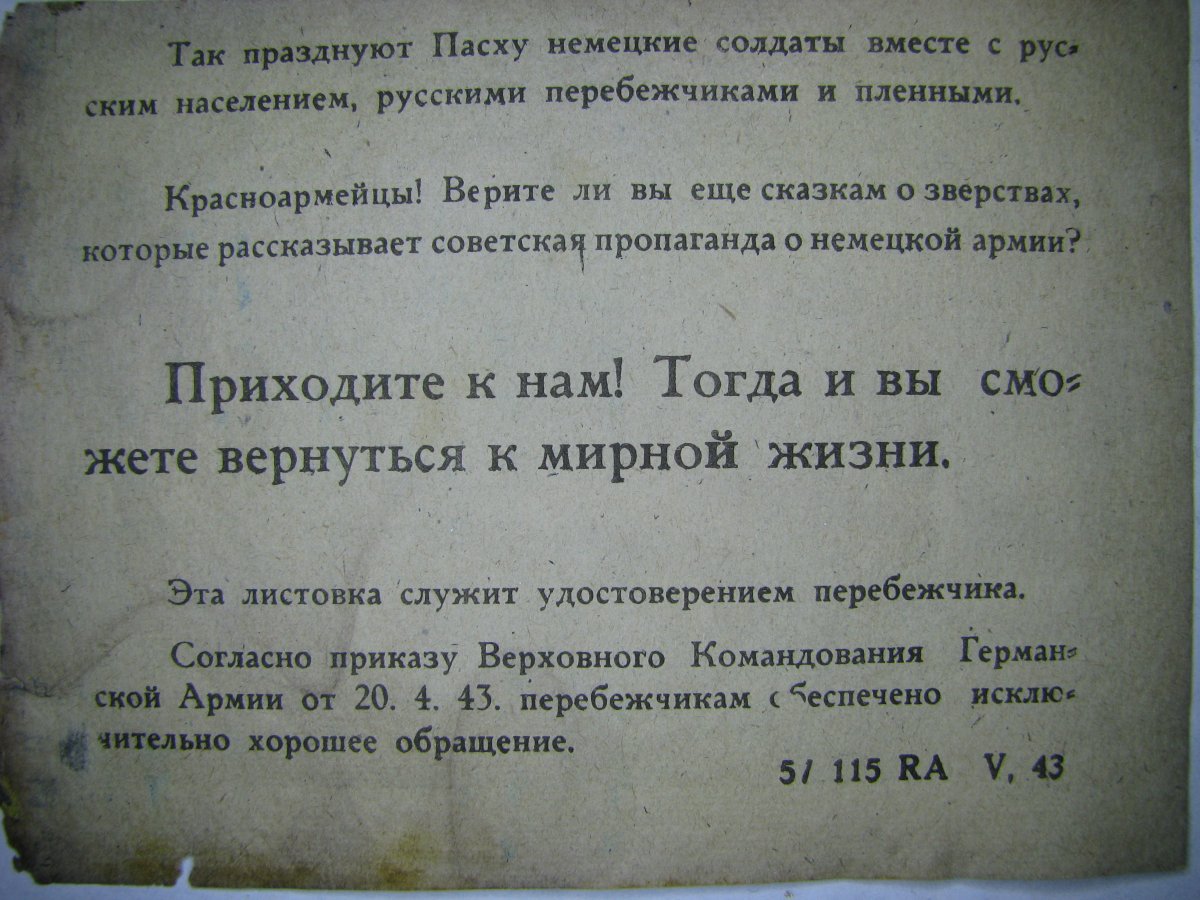 Так празднуют Пасху немецкие солдаты вместе с рус-
ским населением, русскими перебежчиками и пленными.
Красноармейцы! Верите ли вы еще сказкам о зверствах,
которые рассказывает советская пропаганда о немецкой армии?
Приходите к нам! Тогда и вы смо-
жете вернуться к мирной жизни.
Эта листовка служит удостоверением перебежчика.
Согласно приказу Верховного Командования Герман-
ской Армии от 20. 4. 43. перебежчикам обеспечено исклю-
чительно хорошее обращение.
5/ 115 RA V, 43